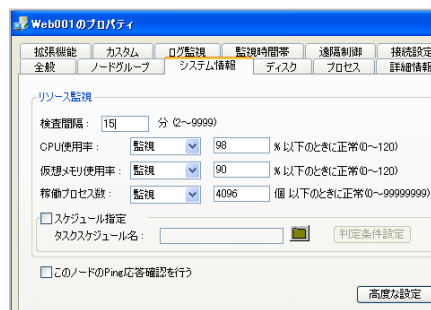 Web001のプロパティ
拡張機能 カスタム ログ監視 監視時間帯 遠隔制御 接続設定
全般 ノードグループ システム情報 ディスク プロセス 詳細情報
リソース監視
検査間隔： 15 分 (2～9999)
CPU使用率： 監視 98 % 以下のときに正常(0～120)
仮想メモリ使用率： 監視 90 % 以下のときに正常(0～120)
稼働プロセス数： 監視 4096 個 以下のときに正常(0～99999999)
スケジュール指定
タスクスケジュール名： 判定条件設定
このノードのPing応答確認を行う
高度な設定